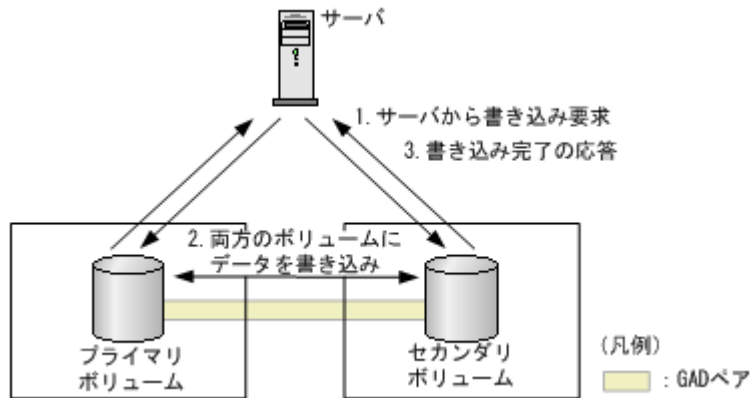 サーバ
1. サーバから書き込み要求
3. 書き込み完了の応答
2. 両方のボリュームに
データを書き込み
プライマリ
ボリューム
セカンダリ
ボリューム
(凡例)
: GADペア